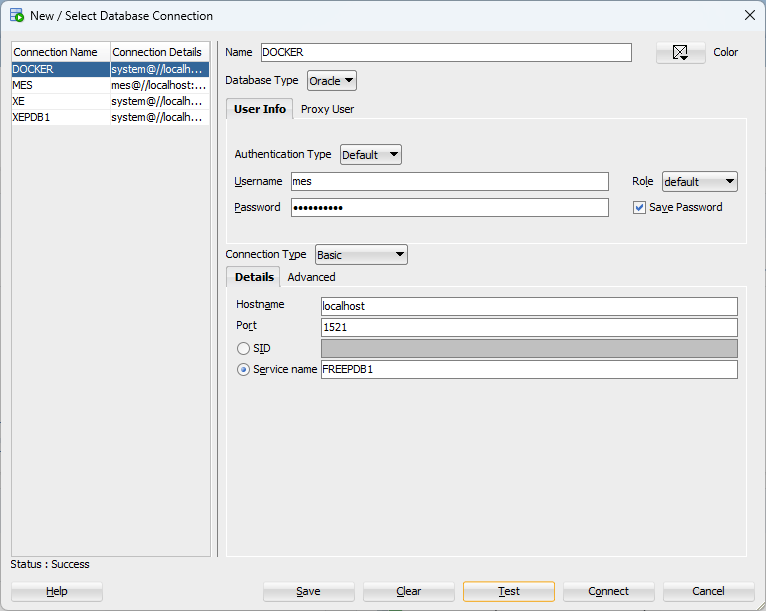 New / Select Database Connection
Connection Name Connection Details
DOCKER system@//localh...
MES mes@//localhost:...
XE system@//localh...
XEPDB1 system@//localh...
Name DOCKER Color
Database Type Oracle
User Info Proxy User
Authentication Type Default
Username mes Role default
Password •••••••••• Save Password
Connection Type Basic
Details Advanced
Hostname localhost
Port 1521
SID
Service name FREEPDB1
Status : Success
Help Save Clear Test Connect Cancel